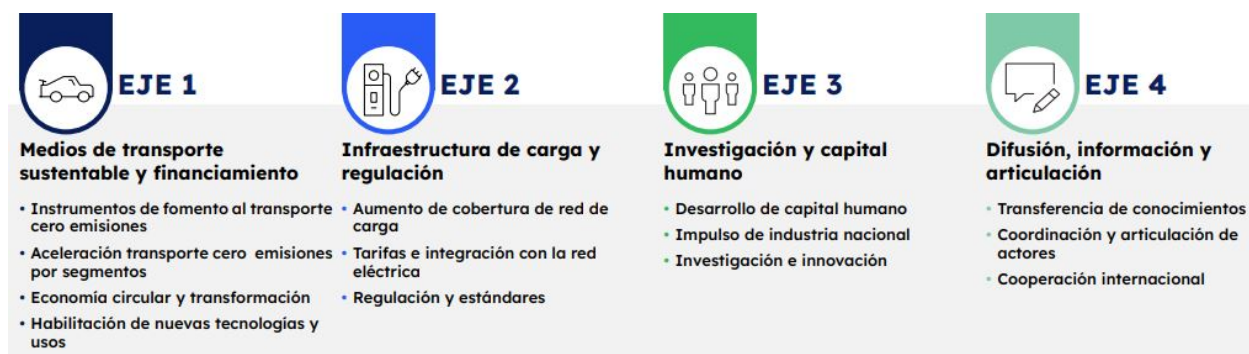 EJE 1
Medios de transporte
sustentable y financiamiento
• Instrumentos de fomento al transporte
cero emisiones
• Aceleración transporte cero emisiones
por segmentos
• Economía circular y transformación
• Habilitación de nuevas tecnologías y
usos
EJE 2
Infraestructura de carga y
regulación
• Aumento de cobertura de red de
carga
• Tarifas e integración con la red
eléctrica
• Regulación y estándares
EJE 3
Investigación y capital
humano
• Desarrollo de capital humano
• Impulso de industria nacional
• Investigación e innovación
EJE 4
Difusión, información y
articulación
• Transferencia de conocimientos
• Coordinación y articulación de
actores
• Cooperación internacional